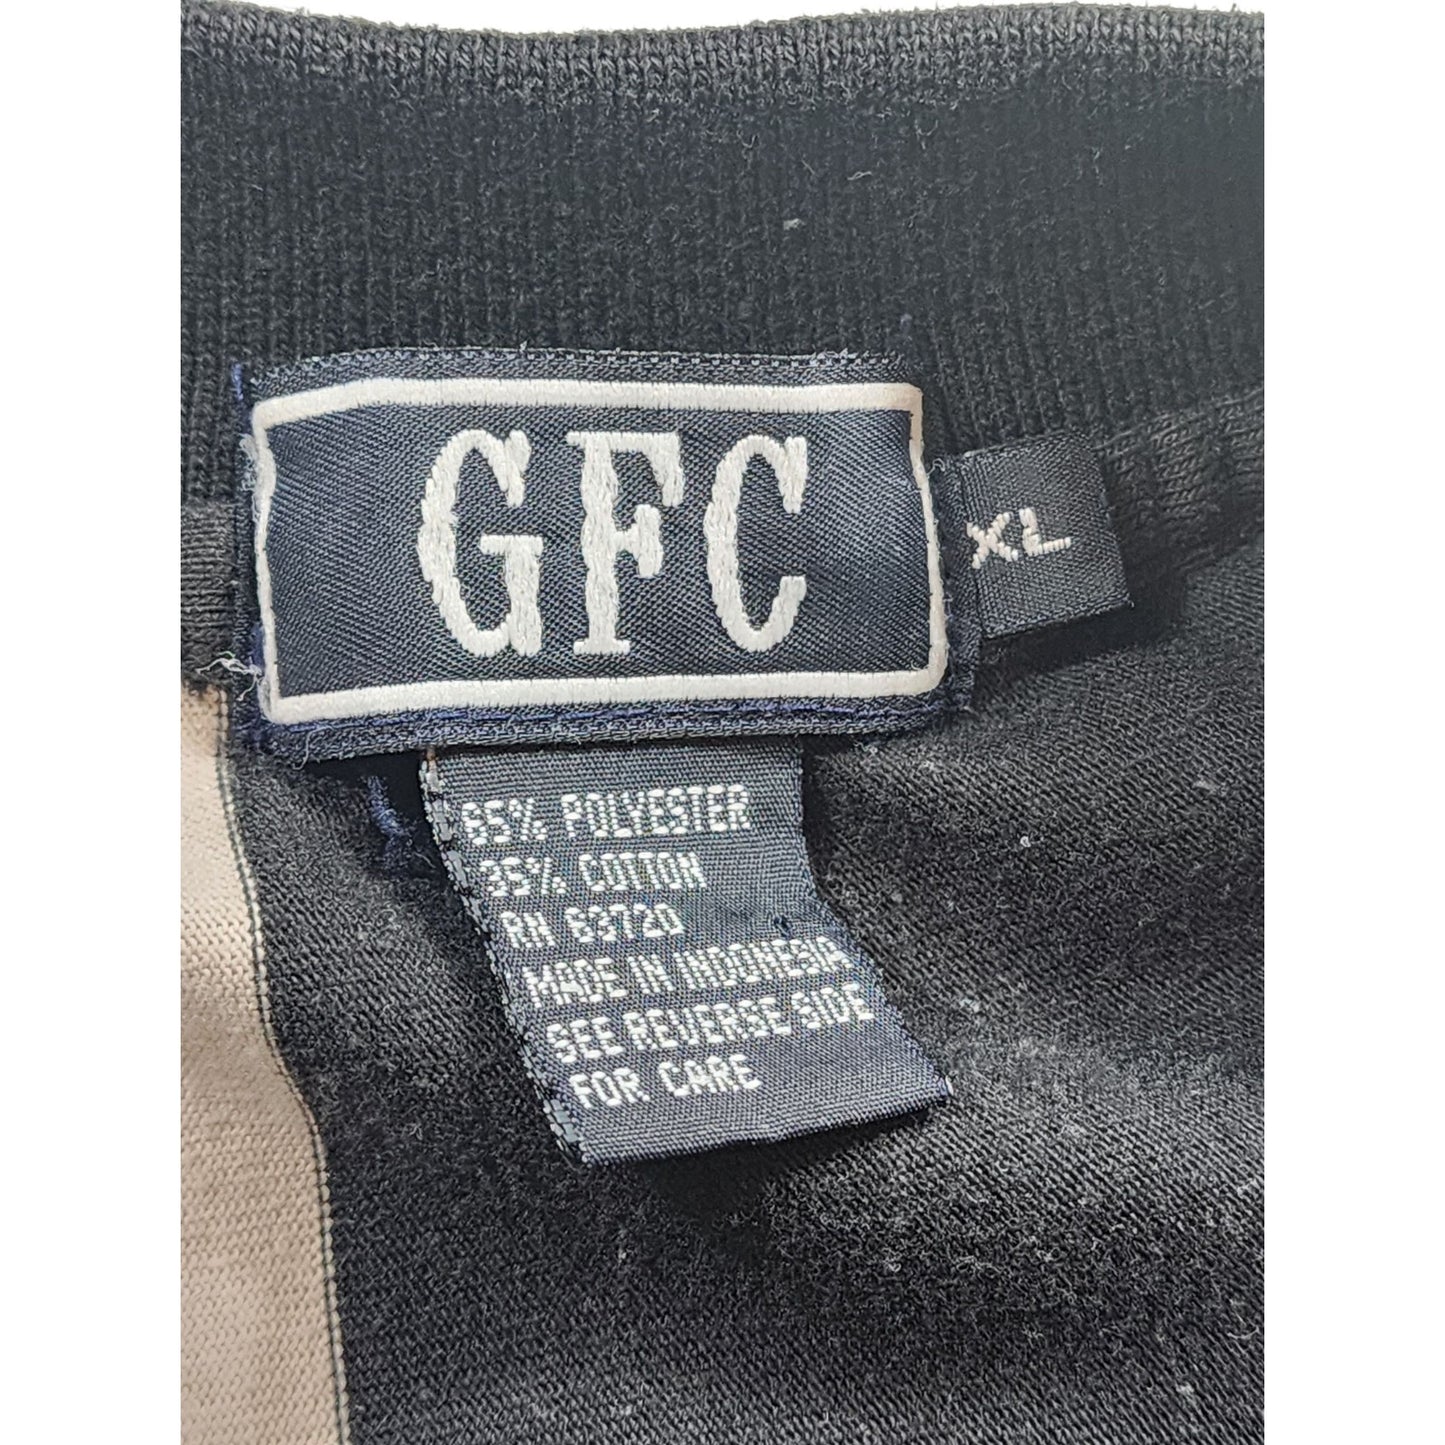 GFC
XL
65% POLYESTER
35% COTTON
RN 63720
MADE IN INDONESIA
SEE REVERSE SIDE
FOR CARE